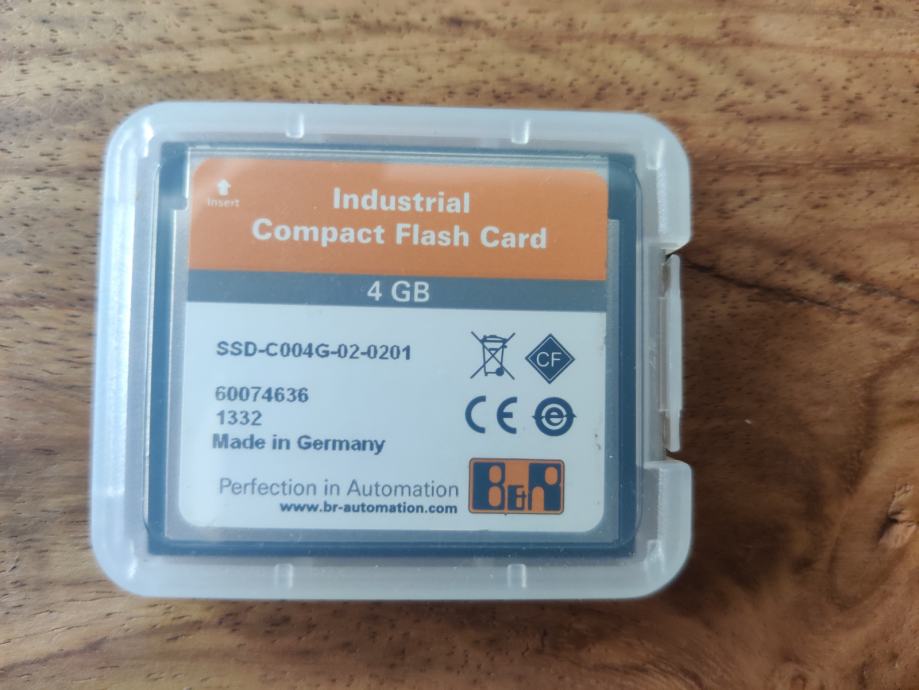 Insert
Industrial
Compact Flash Card
4 GB
SSD-C004G-02-0201
CF
60074636
1332
CE
e
Made in Germany
Perfection in Automation
www.br-automation.com
B&R